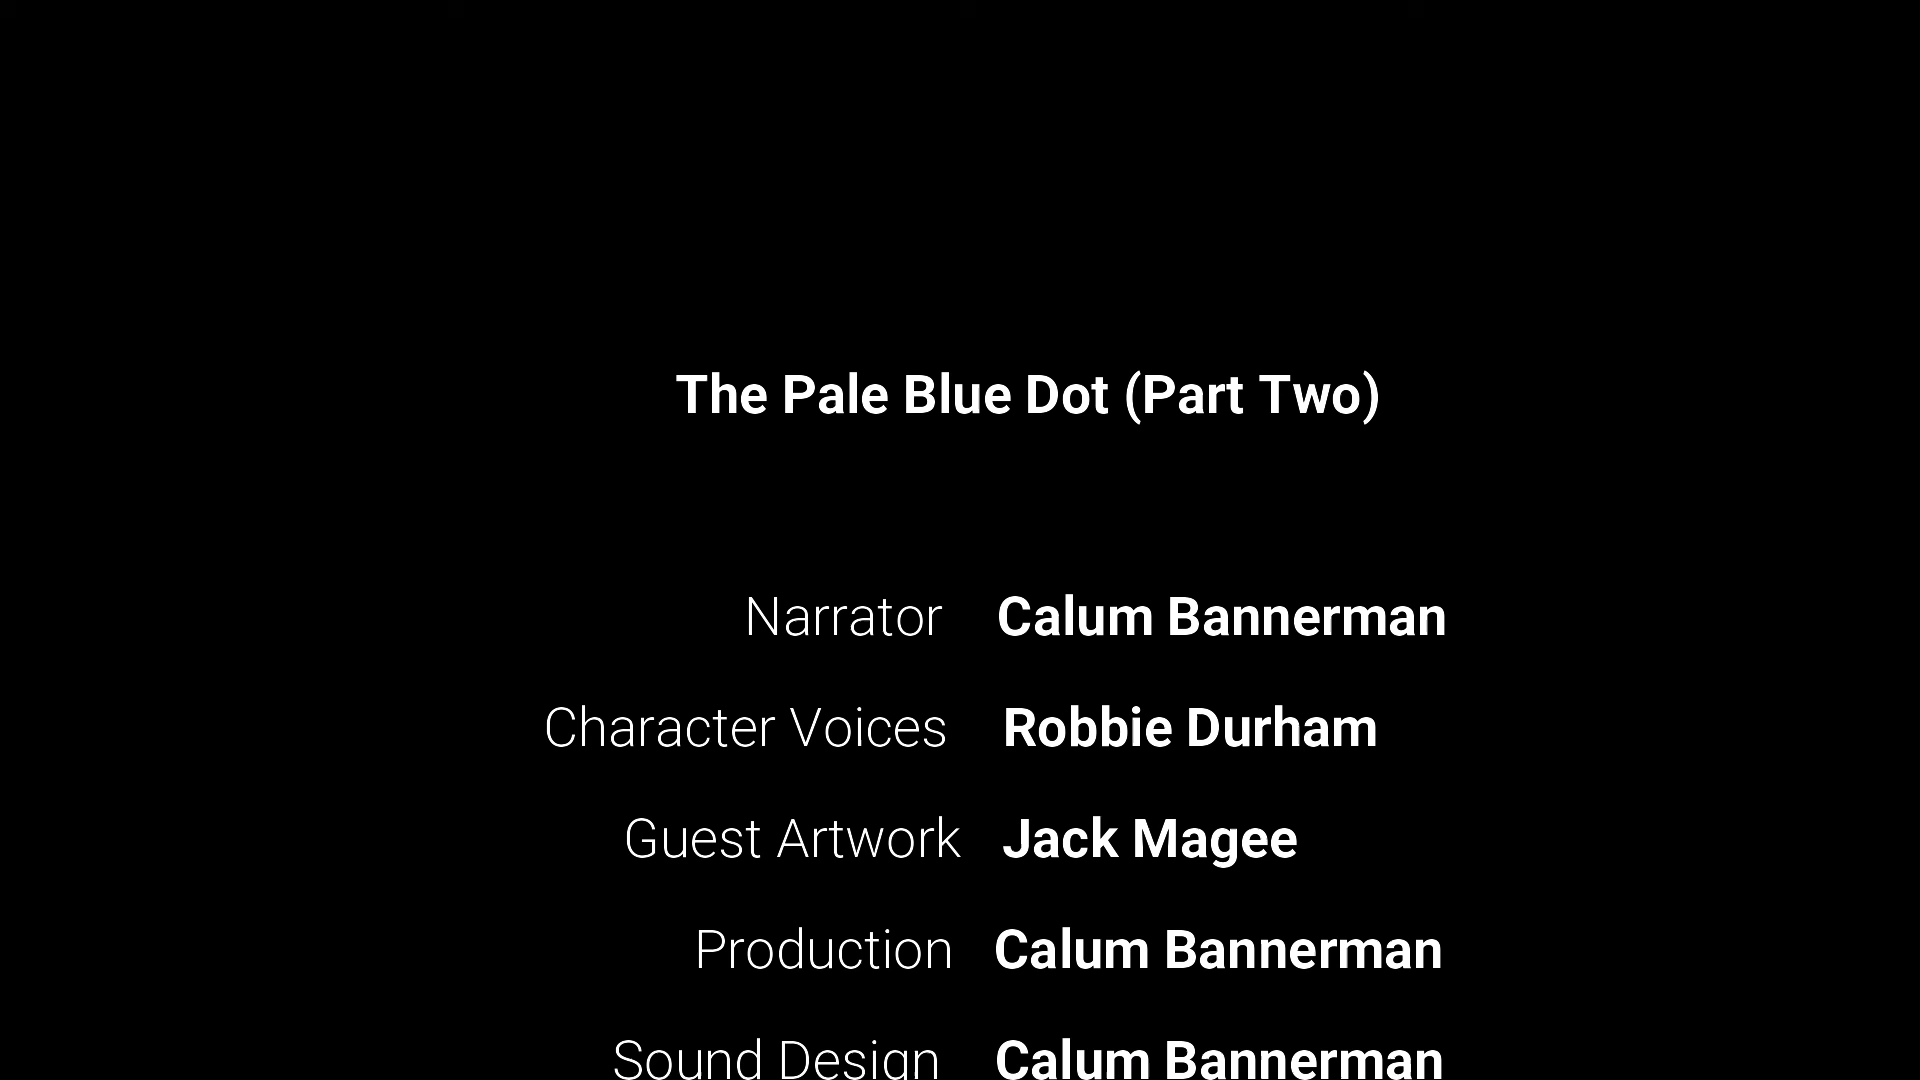 The Pale Blue Dot (Part Two)
Narrator Calum Bannerman
Character Voices Robbie Durham
Guest Artwork Jack Magee
Production Calum Bannerman
Sound Design Calum Bannerman